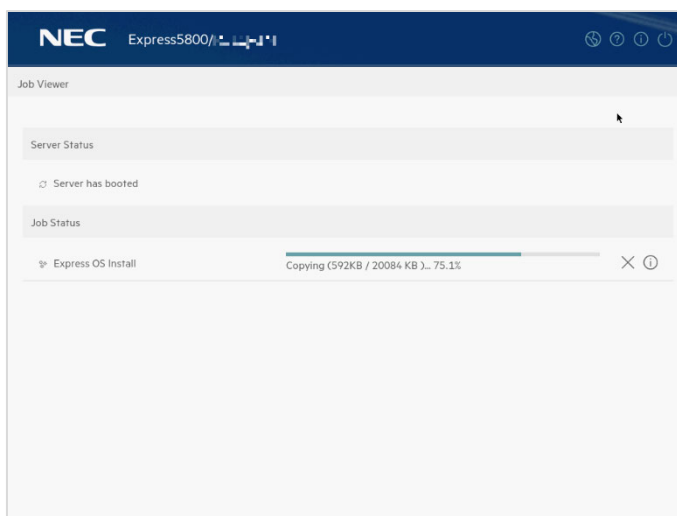 NEC Express5800/
Job Viewer
Server Status
Server has booted
Job Status
Express OS Install
Copying (592KB / 20084 KB )... 75.1%